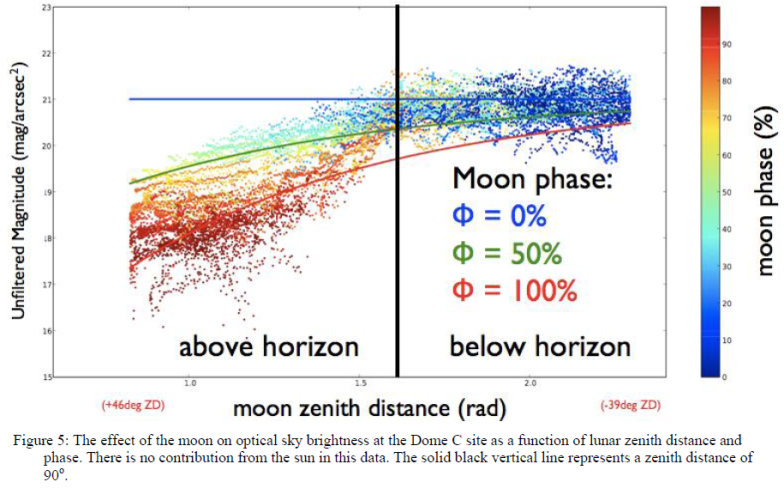 23
22
21
20
19
18
17
16
15
Unfiltered Magnitude (mag/arcsec²)
Moon phase:
Φ = 0%
Φ = 50%
Φ = 100%
above horizon
below horizon
1.0
1.5
2.0
(+46deg ZD)
moon zenith distance (rad)
(-39deg ZD)
90
80
70
60
50
40
30
20
10
0
moon phase (%)
Figure 5: The effect of the moon on optical sky brightness at the Dome C site as a function of lunar zenith distance and
phase. There is no contribution from the sun in this data. The solid black vertical line represents a zenith distance of
90°.